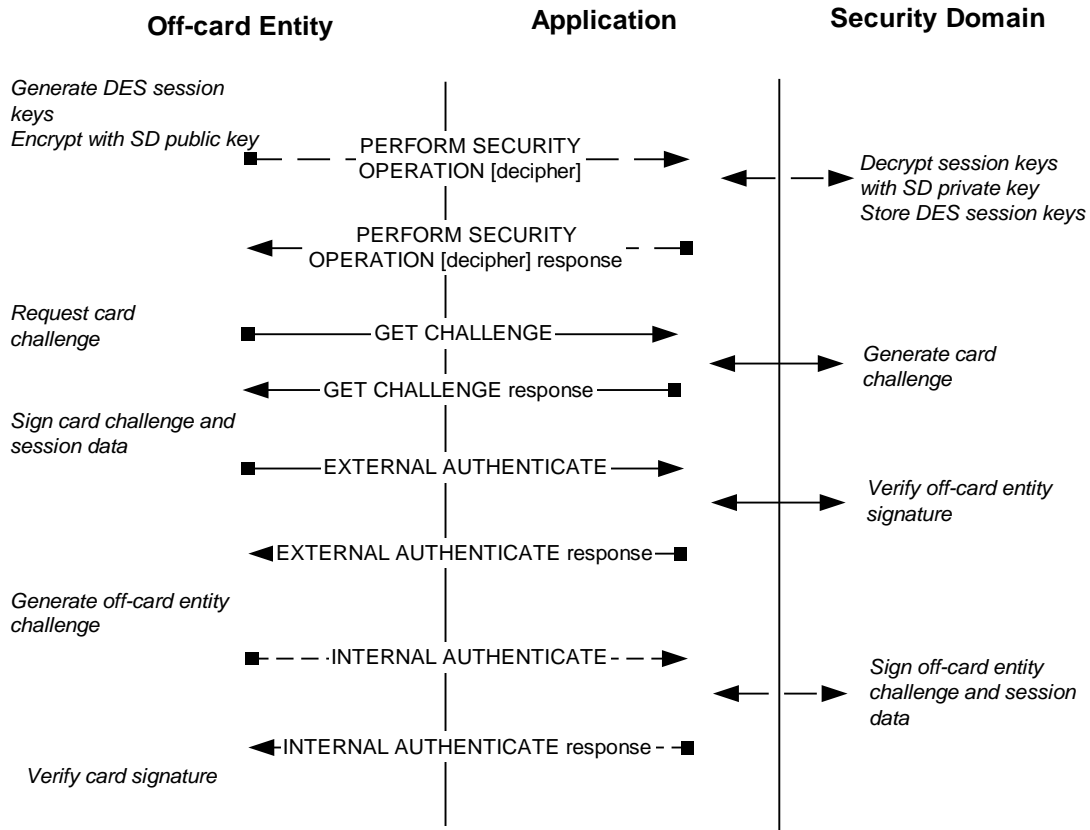 Off-card Entity
Application
Security Domain
Generate DES session
keys
Encrypt with SD public key
PERFORM SECURITY
OPERATION [decipher]
Decrypt session keys
with SD private key
Store DES session keys
PERFORM SECURITY
OPERATION [decipher] response
Request card
challenge
GET CHALLENGE
Generate card
challenge
GET CHALLENGE response
Sign card challenge and
session data
EXTERNAL AUTHENTICATE
Verify off-card entity
signature
EXTERNAL AUTHENTICATE response
Generate off-card entity
challenge
INTERNAL AUTHENTICATE
Sign off-card entity
challenge and session
data
INTERNAL AUTHENTICATE response
Verify card signature